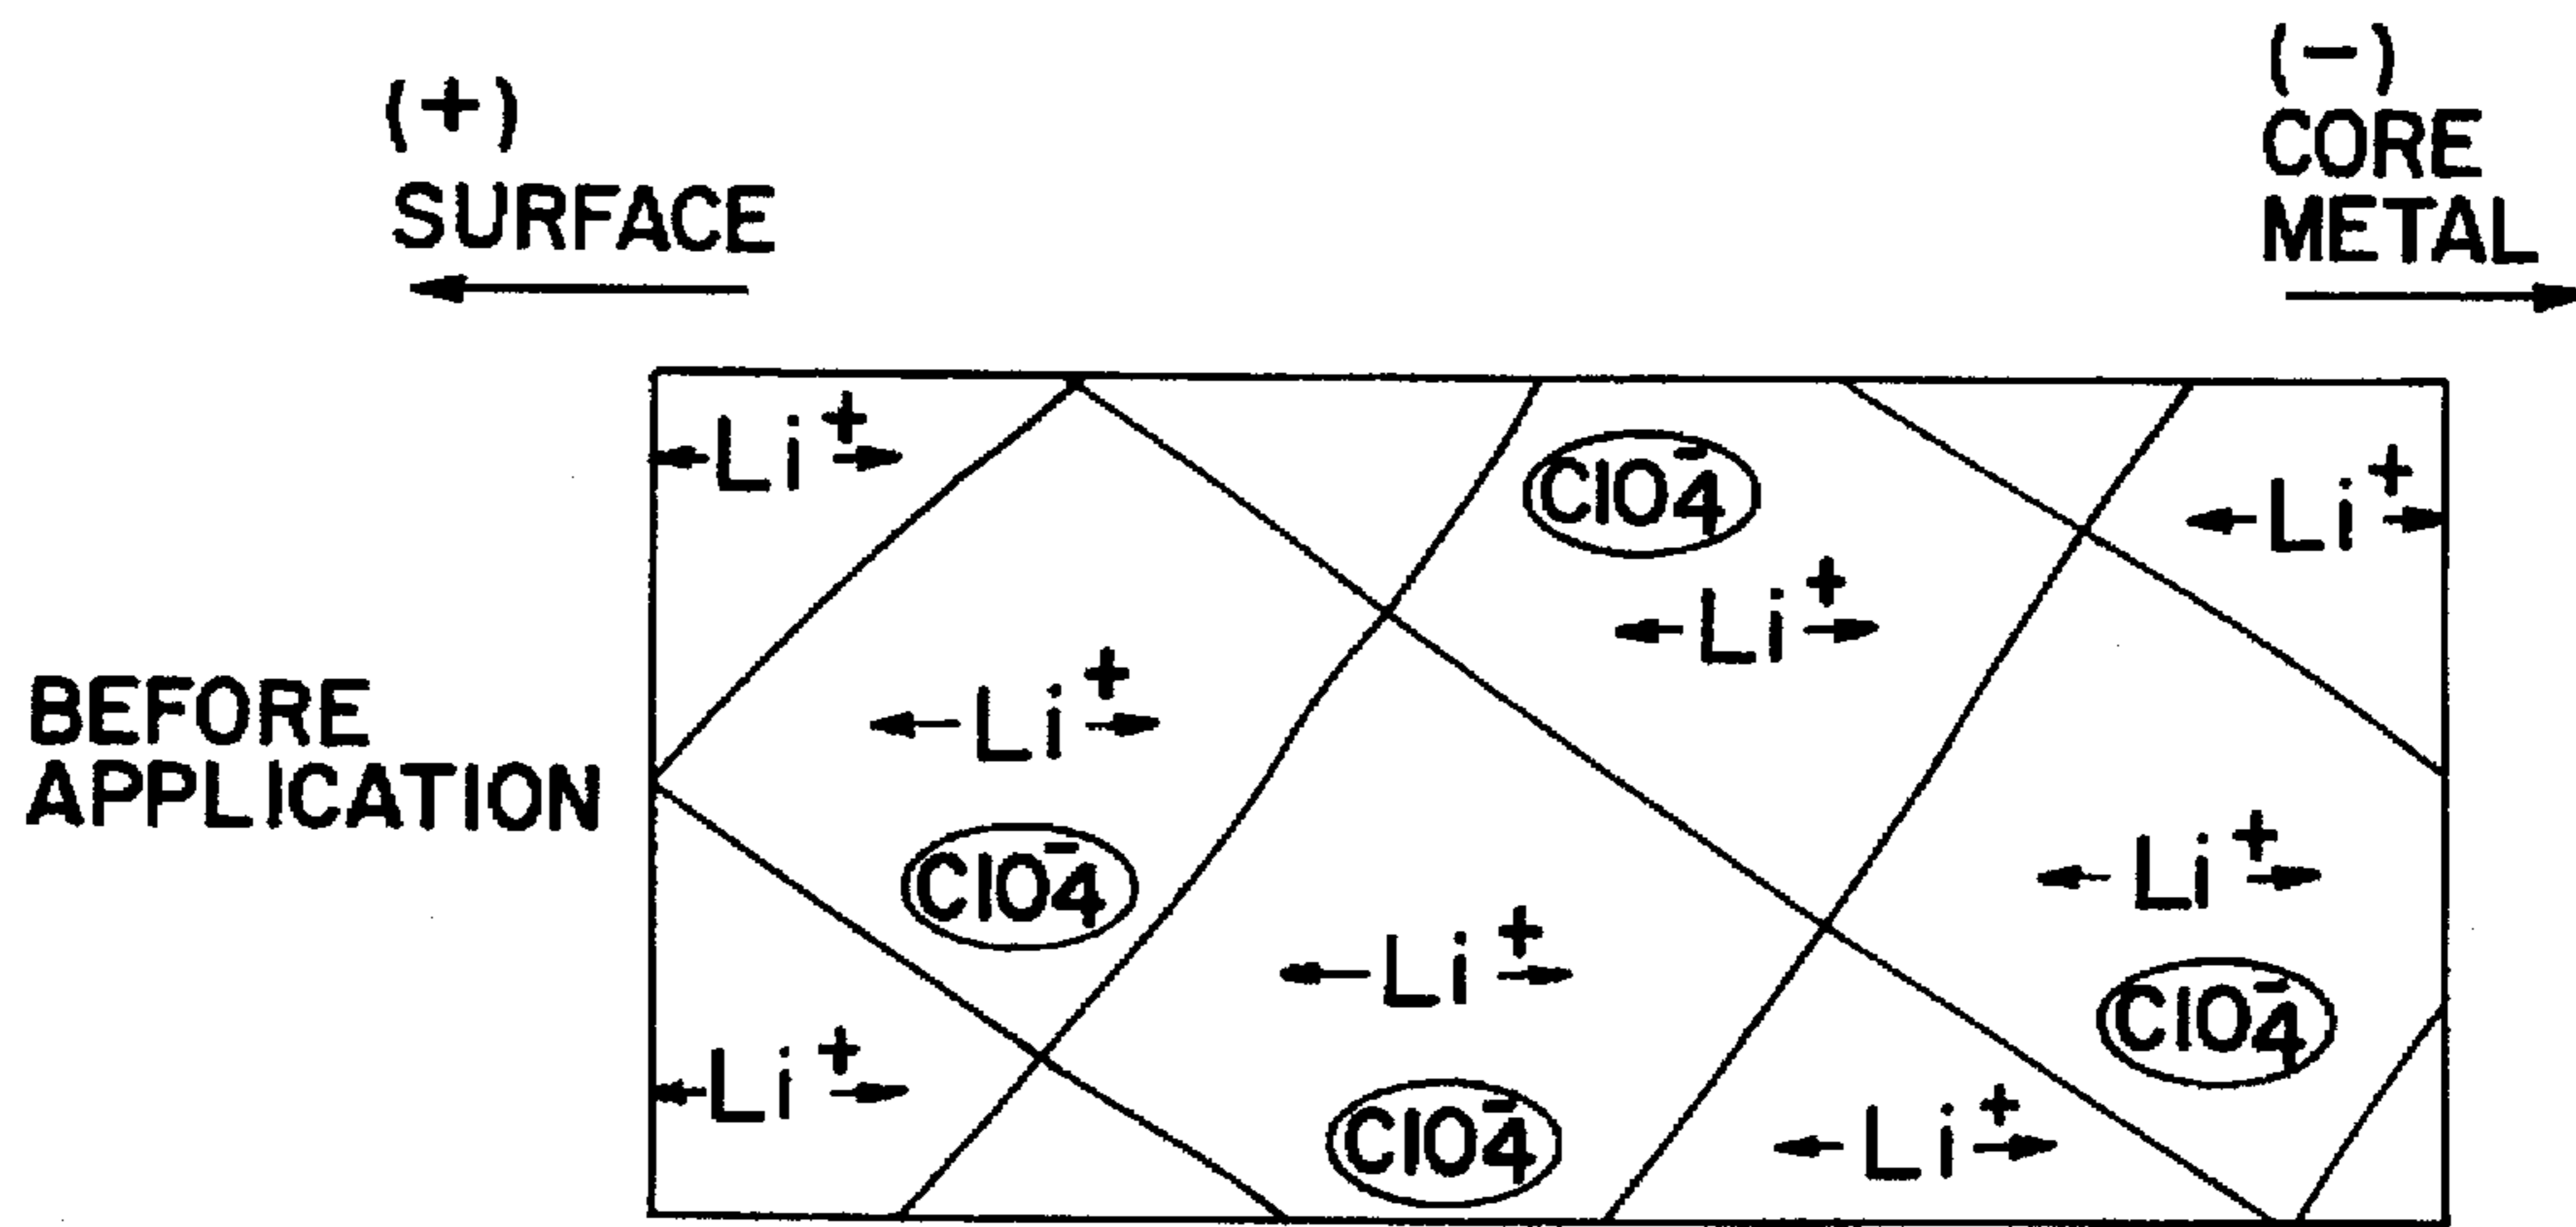 (+)
SURFACE
(-)
CORE
METAL
BEFORE
APPLICATION
Li+
ClO4-
Li+
Li+
Li+
ClO4-
Li+
ClO4-
Li+
ClO4-
Li+
Li+